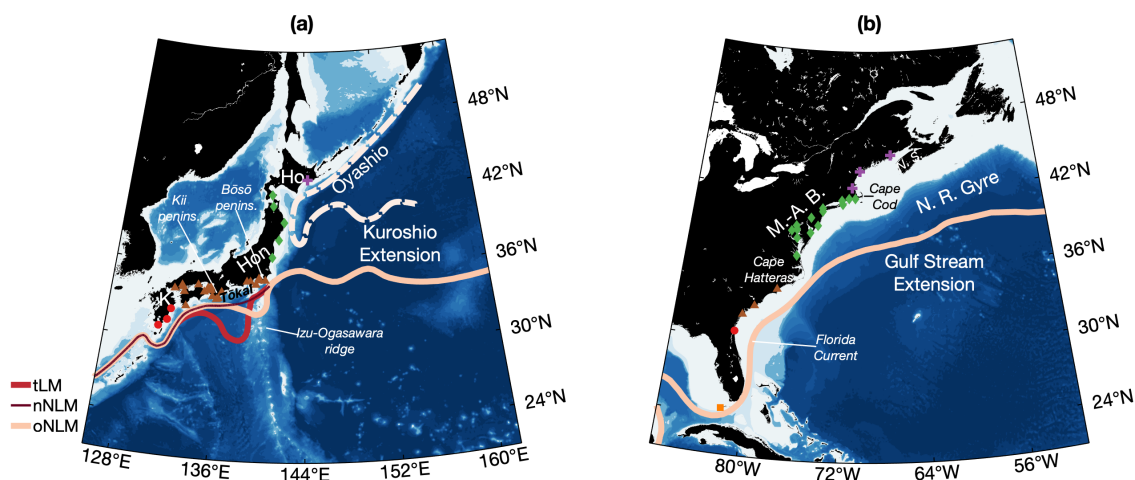 (a)
48°N
42°N
36°N
30°N
24°N
128°E
136°E
144°E
152°E
160°E
Ho.
Oyashio
Kii
penins.
Bōsō
penins.
Hon.
Kuroshio
Extension
K.
Tōkai
Izu-Ogasawara
ridge
tLM
nNLM
oNLM
(b)
48°N
42°N
36°N
30°N
24°N
80°W
72°W
64°W
56°W
N.S.
Cape
Cod
M.-A. B.
N. R. Gyre
Cape
Hatteras
Gulf Stream
Extension
Florida
Current